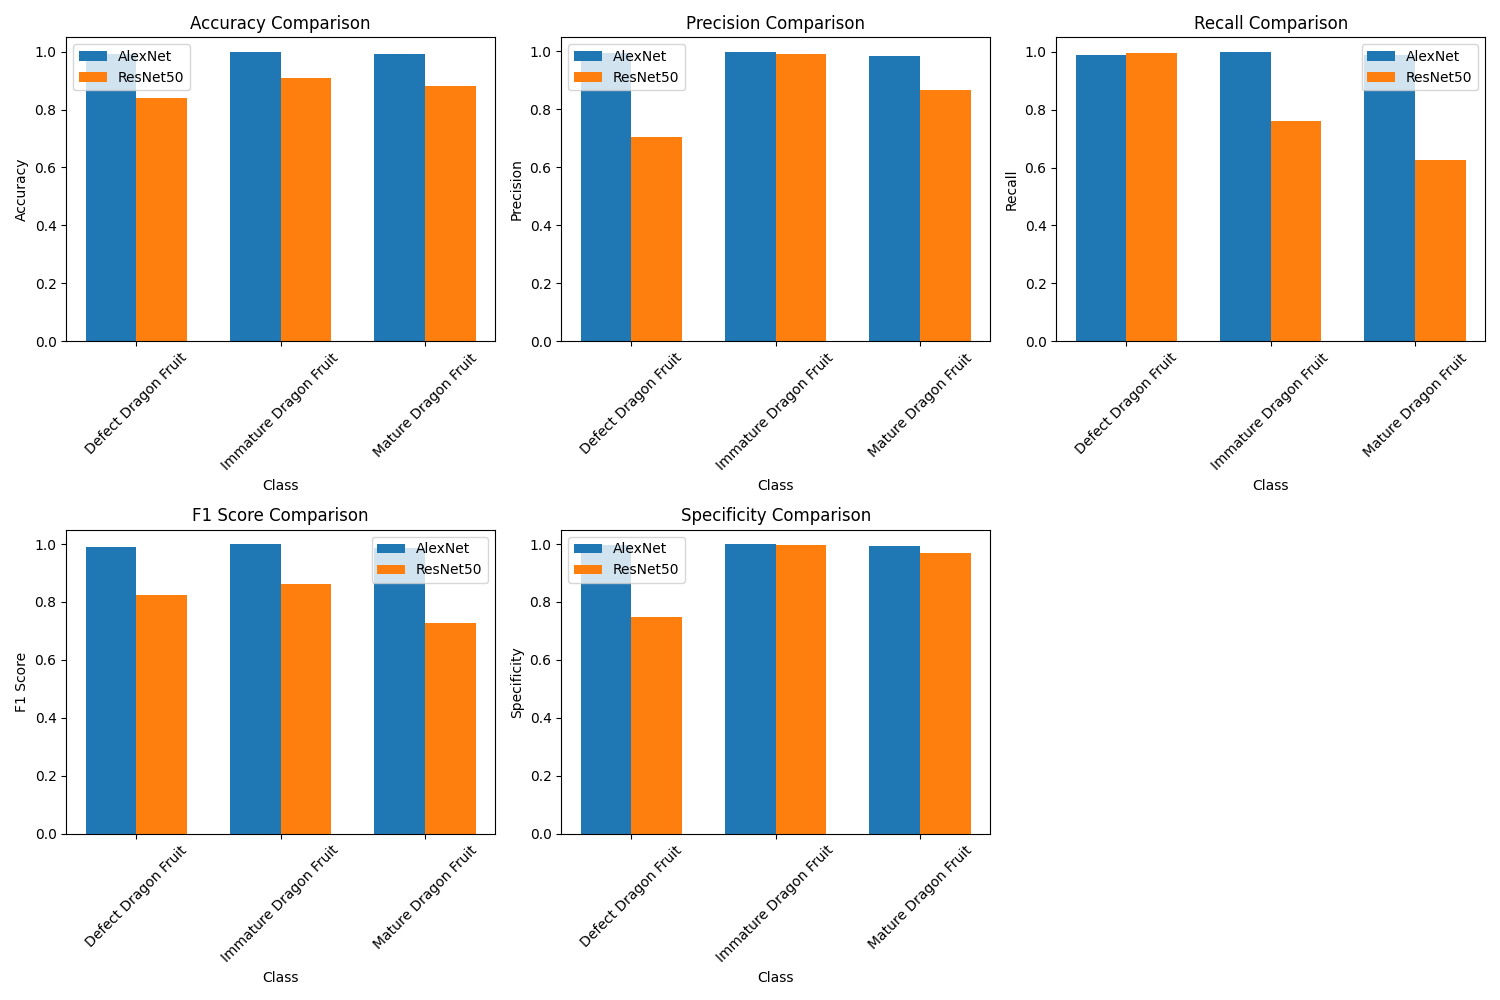 Accuracy Comparison
1.0
0.8
0.6
0.4
0.2
0.0
Accuracy
AlexNet
ResNet50
Defect Dragon Fruit
Immature Dragon Fruit
Mature Dragon Fruit
Class
Precision Comparison
1.0
0.8
0.6
0.4
0.2
0.0
Precision
AlexNet
ResNet50
Defect Dragon Fruit
Immature Dragon Fruit
Mature Dragon Fruit
Class
Recall Comparison
1.0
0.8
0.6
0.4
0.2
0.0
Recall
AlexNet
ResNet50
Defect Dragon Fruit
Immature Dragon Fruit
Mature Dragon Fruit
Class
F1 Score Comparison
1.0
0.8
0.6
0.4
0.2
0.0
F1 Score
AlexNet
ResNet50
Defect Dragon Fruit
Immature Dragon Fruit
Mature Dragon Fruit
Class
Specificity Comparison
1.0
0.8
0.6
0.4
0.2
0.0
Specificity
AlexNet
ResNet50
Defect Dragon Fruit
Immature Dragon Fruit
Mature Dragon Fruit
Class